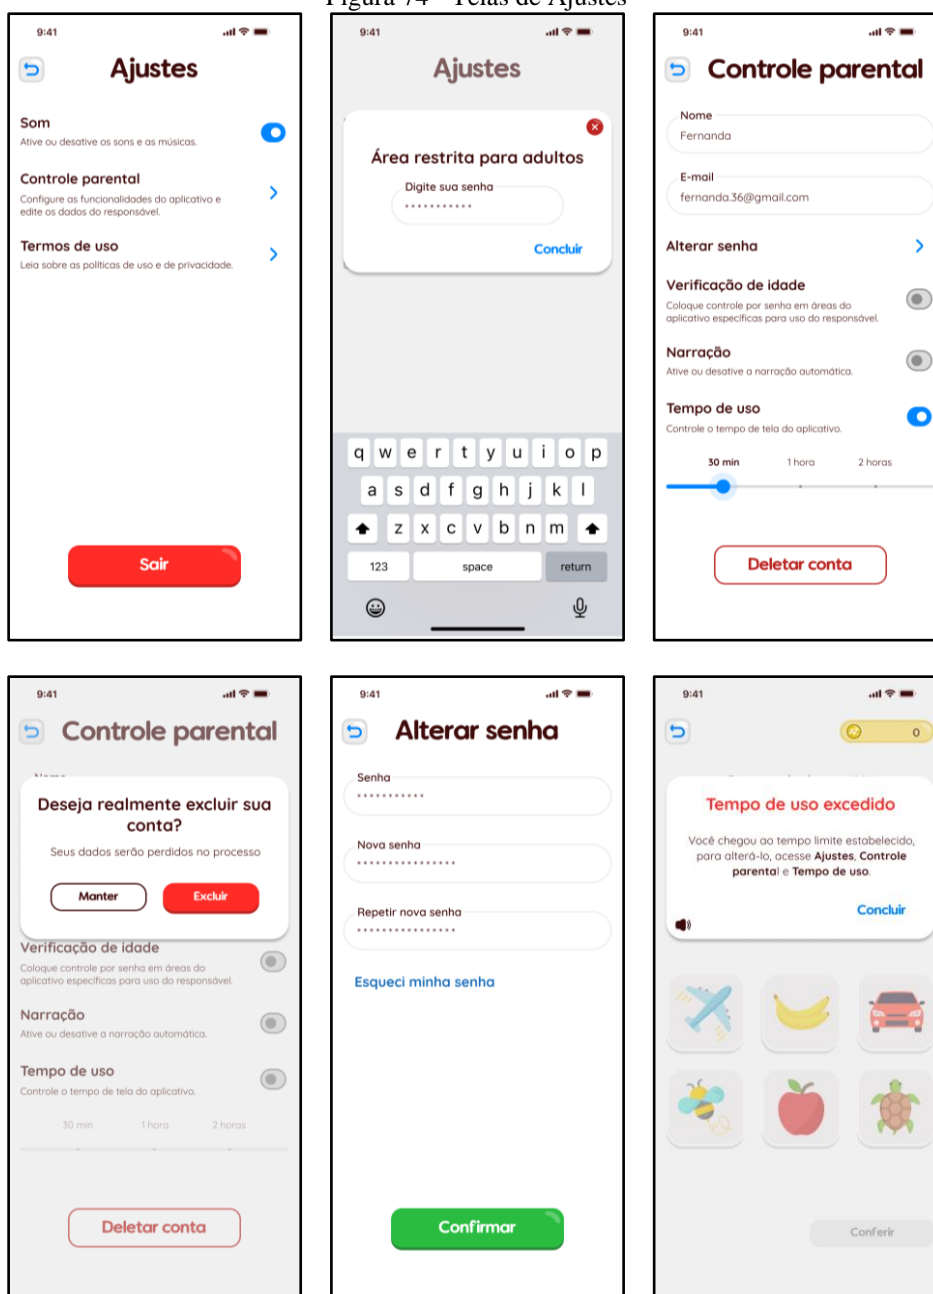 Figura 74 - Telas de Ajustes
9:41
Ajustes
Som
Ative ou desative os sons e as músicas.
Controle parental
Configure as funcionalidades do aplicativo e
edite os dados do responsável.
Termos de uso
Leia sobre as políticas de uso e de privacidade.
Sair
9:41
Ajustes
Área restrita para adultos
Digite sua senha
Concluir
q w e r t y u i o p
a s d f g h j k l
z x c v b n m
123 space return
9:41
Controle parental
Nome
Fernanda
E-mail
fernanda.36@gmail.com
Alterar senha
Verificação de idade
Coloque controle por senha em áreas do
aplicativo específicas para uso do responsável.
Narração
Ative ou desative a narração automática.
Tempo de uso
Controle o tempo de tela do aplicativo.
30 min 1 hora 2 horas
Deletar conta
9:41
Controle parental
Deseja realmente excluir sua
conta?
Seus dados serão perdidos no processo
Manter Excluir
Verificação de idade
Coloque controle por senha em áreas do
aplicativo específicas para uso do responsável.
Narração
Ative ou desative a narração automática.
Tempo de uso
Controle o tempo de tela do aplicativo.
30 min 1 hora 2 horas
Deletar conta
9:41
Alterar senha
Senha
Nova senha
Repetir nova senha
Esqueci minha senha
Confirmar
9:41
0
Tempo de uso excedido
Você chegou ao tempo limite estabelecido,
para alterá-lo, acesse Ajustes, Controle
parental e Tempo de uso.
Concluir
Conferir